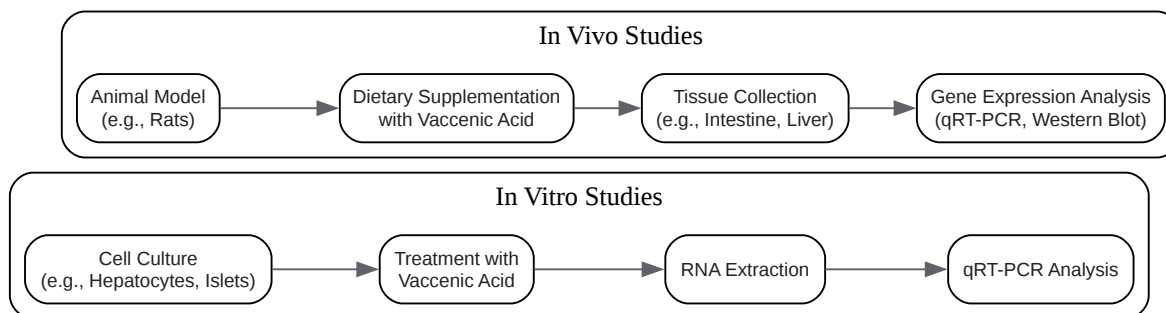 In Vivo Studies
Animal Model
(e.g., Rats)
Dietary Supplementation
with Vaccenic Acid
Tissue Collection
(e.g., Intestine, Liver)
Gene Expression Analysis
(qRT-PCR, Western Blot)
In Vitro Studies
Cell Culture
(e.g., Hepatocytes, Islets)
Treatment with
Vaccenic Acid
RNA Extraction
qRT-PCR Analysis